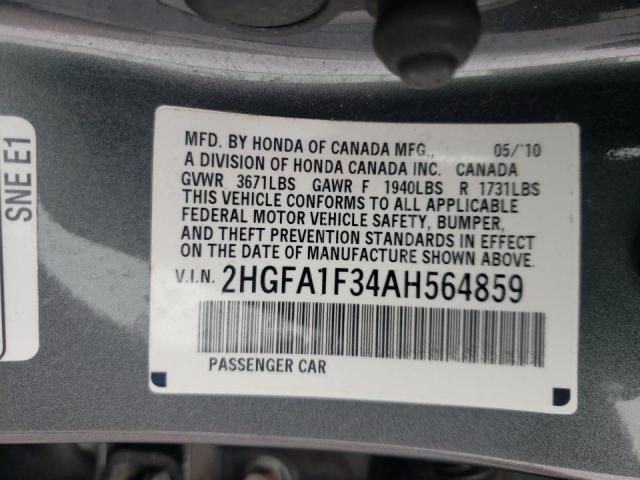 SNE E1
MFD. BY HONDA OF CANADA MFG., 05/'10
A DIVISION OF HONDA CANADA INC. CANADA
GVWR 3671LBS GAWR F 1940LBS R 1731LBS
THIS VEHICLE CONFORMS TO ALL APPLICABLE
FEDERAL MOTOR VEHICLE SAFETY, BUMPER,
AND THEFT PREVENTION STANDARDS IN EFFECT
ON THE DATE OF MANUFACTURE SHOWN ABOVE.
V.I.N. 2HGFA1F34AH564859
PASSENGER CAR